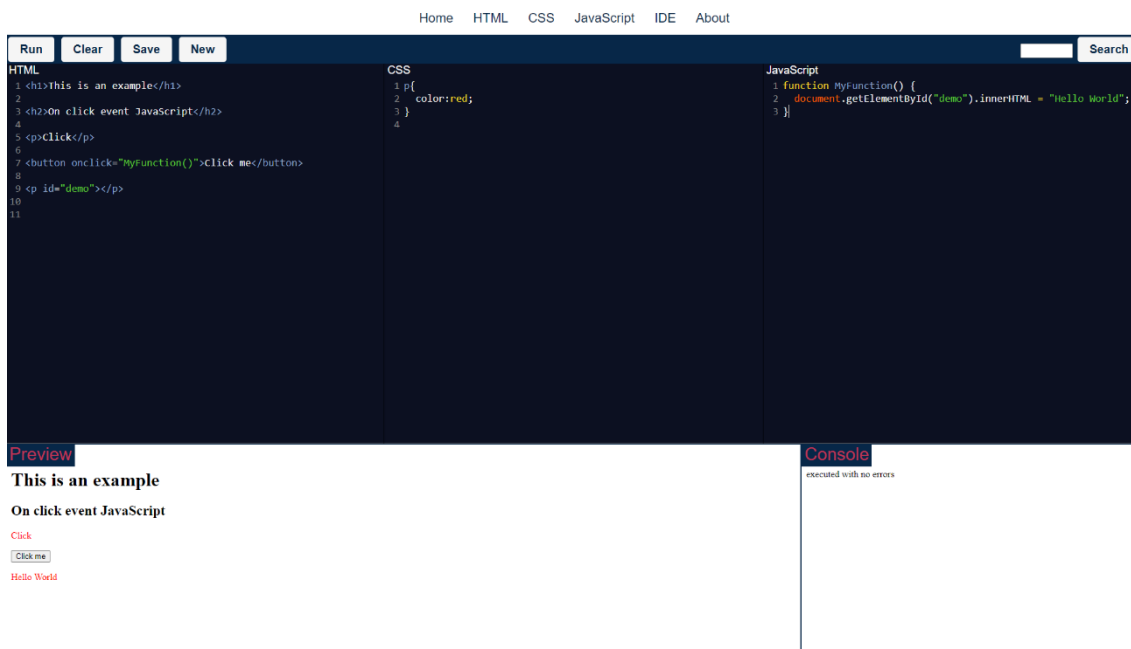 Home HTML CSS JavaScript IDE About
Run Clear Save New Search
HTML
1 <h1>This is an example</h1>
2
3 <h2>On click event JavaScript</h2>
4
5 <p>Click</p>
6
7 <button onclick="MyFunction()">Click me</button>
8
9 <p id="demo"></p>
10
11
CSS
1 p{
2 color:red;
3 }
4
JavaScript
1 function MyFunction() {
2 document.getElementById("demo").innerHTML = "Hello World";
3 }
Preview
This is an example
On click event JavaScript
Click
Click me
Hello World
Console
executed with no errors